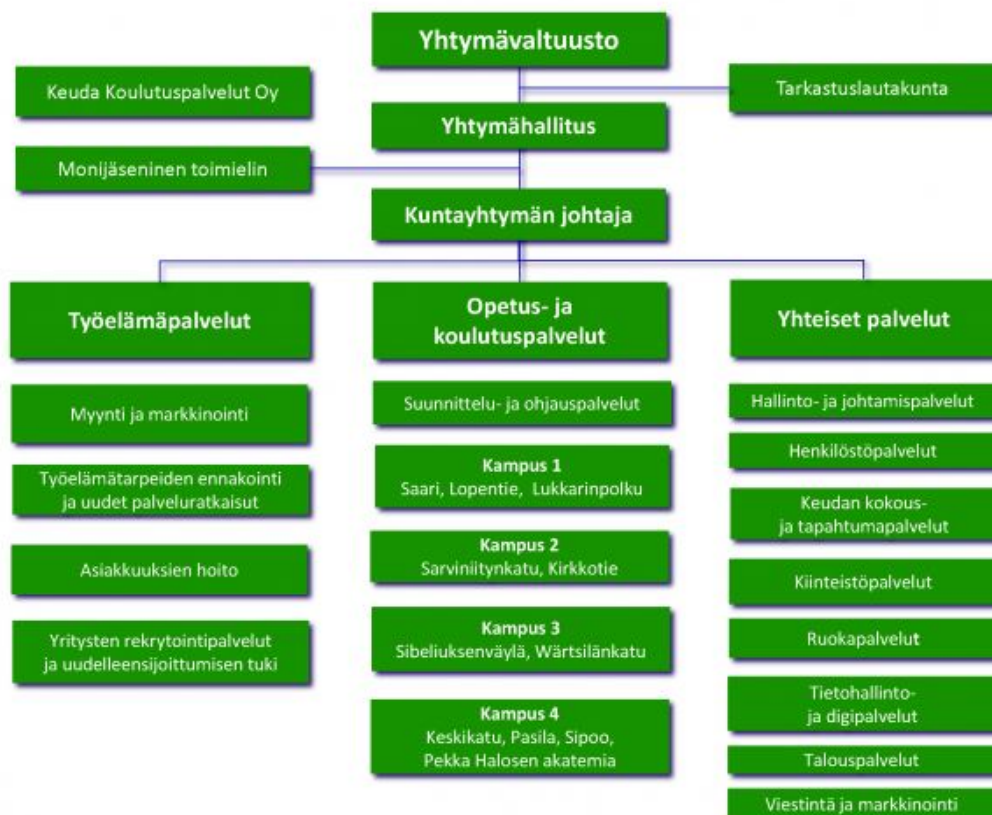 Yhtymävaltuusto
Keuda Koulutuspalvelut Oy
Tarkastuslautakunta
Yhtymähallitus
Monijäseninen toimielin
Kuntayhtymän johtaja
Työelämäpalvelut
Myynti ja markkinointi
Työelämätarpeiden ennakointi
ja uudet palveluratkaisut
Asiakkuuksien hoito
Yritysten rekrytointipalvelut
ja uudelleensijoittumisen tuki
Opetus- ja
koulutuspalvelut
Suunnittelu- ja ohjauspalvelut
Kampus 1
Saari, Lopentie, Lukkarinpolku
Kampus 2
Sarviniitynkatu, Kirkkotie
Kampus 3
Sibeliuksenväylä, Wärtsilänkatu
Kampus 4
Keskikatu, Pasila, Sipoo,
Pekka Halosen akatemia
Yhteiset palvelut
Hallinto- ja johtamispalvelut
Henkilöstöpalvelut
Keudan kokous-
ja tapahtumapalvelut
Kiinteistöpalvelut
Ruokapalvelut
Tietohallinto-
ja digipalvelut
Talouspalvelut
Viestintä ja markkinointi